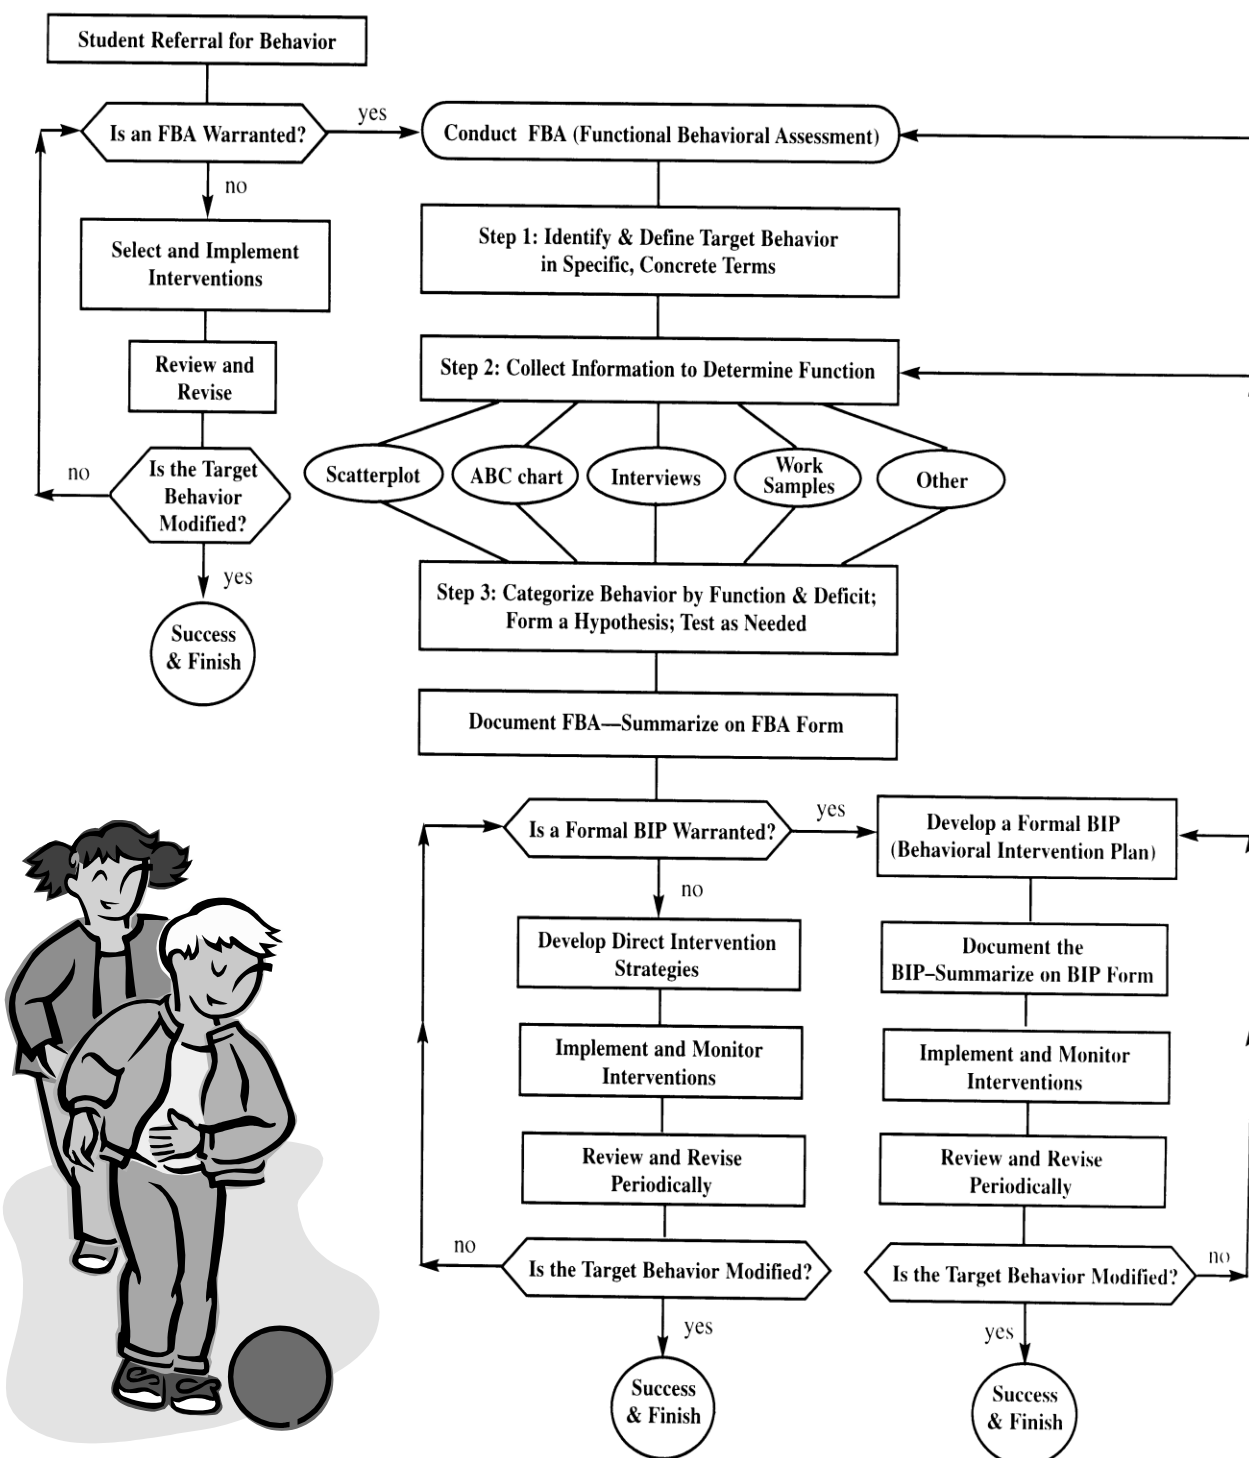 Student Referral for Behavior
Is an FBA Warranted?
yes
Conduct FBA (Functional Behavioral Assessment)
no
Select and Implement
Interventions
Review and
Revise
Is the Target
Behavior
Modified?
no
yes
Success
& Finish
Step 1: Identify & Define Target Behavior
in Specific, Concrete Terms
Step 2: Collect Information to Determine Function
Scatterplot
ABC chart
Interviews
Work
Samples
Other
Step 3: Categorize Behavior by Function & Deficit;
Form a Hypothesis; Test as Needed
Document FBA—Summarize on FBA Form
Is a Formal BIP Warranted?
yes
no
Develop Direct Intervention
Strategies
Implement and Monitor
Interventions
Review and Revise
Periodically
Is the Target Behavior Modified?
no
yes
Success
& Finish
Develop a Formal BIP
(Behavioral Intervention Plan)
Document the
BIP–Summarize on BIP Form
Implement and Monitor
Interventions
Review and Revise
Periodically
Is the Target Behavior Modified?
no
yes
Success
& Finish